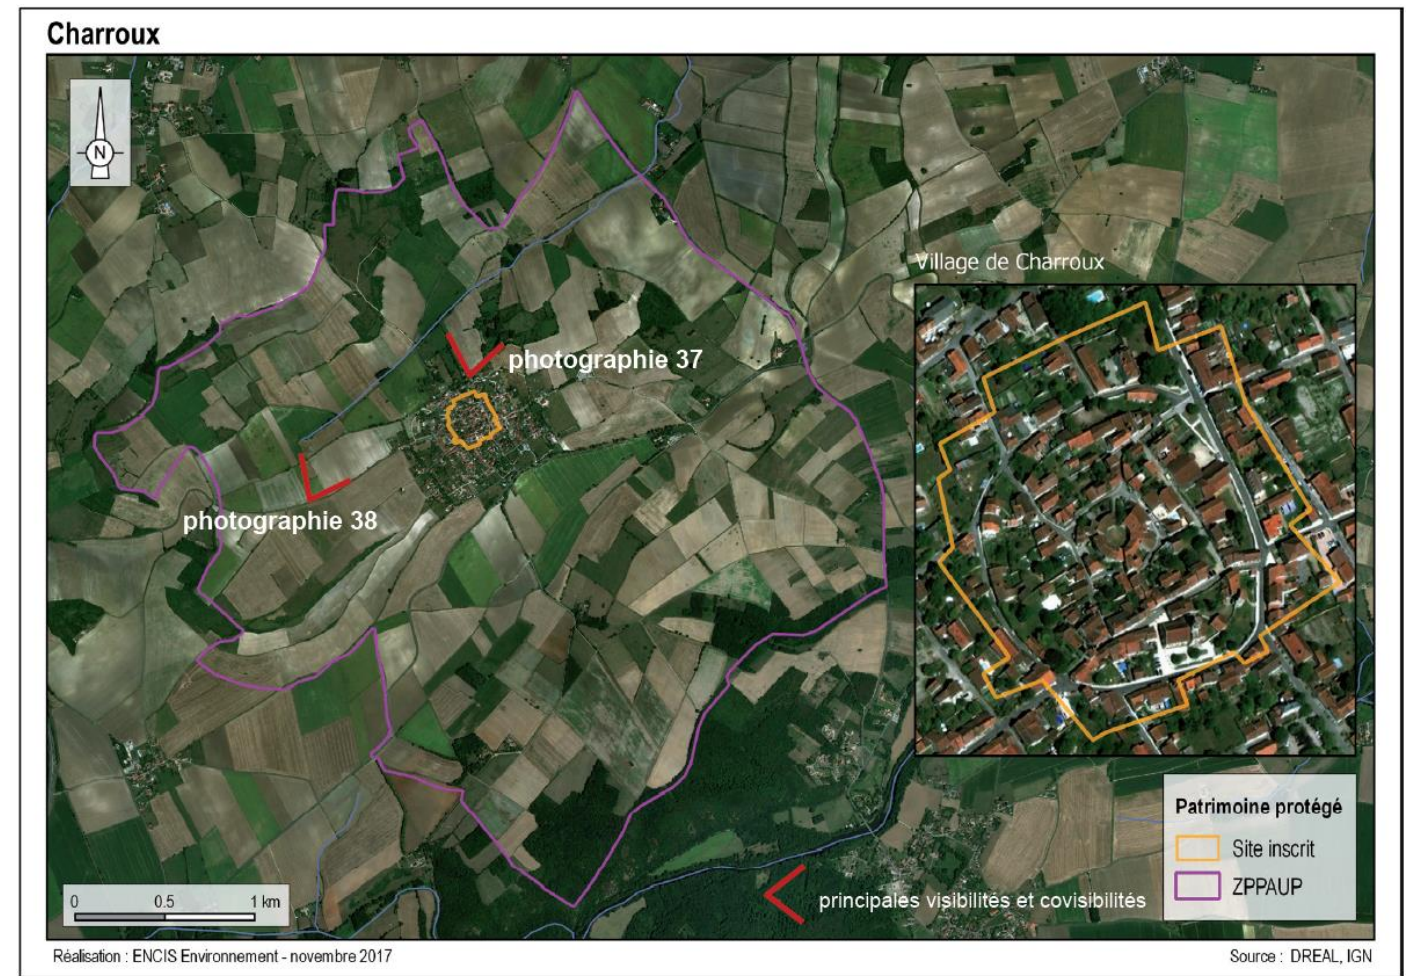 Charroux
N
Village de Charroux
photographie 37
photographie 38
Patrimoine protégé
Site inscrit
ZPPAUP
0 0.5 1 km
principales visibilités et covisibilités
Réalisation : ENCIS Environnement - novembre 2017
Source : DREAL, IGN